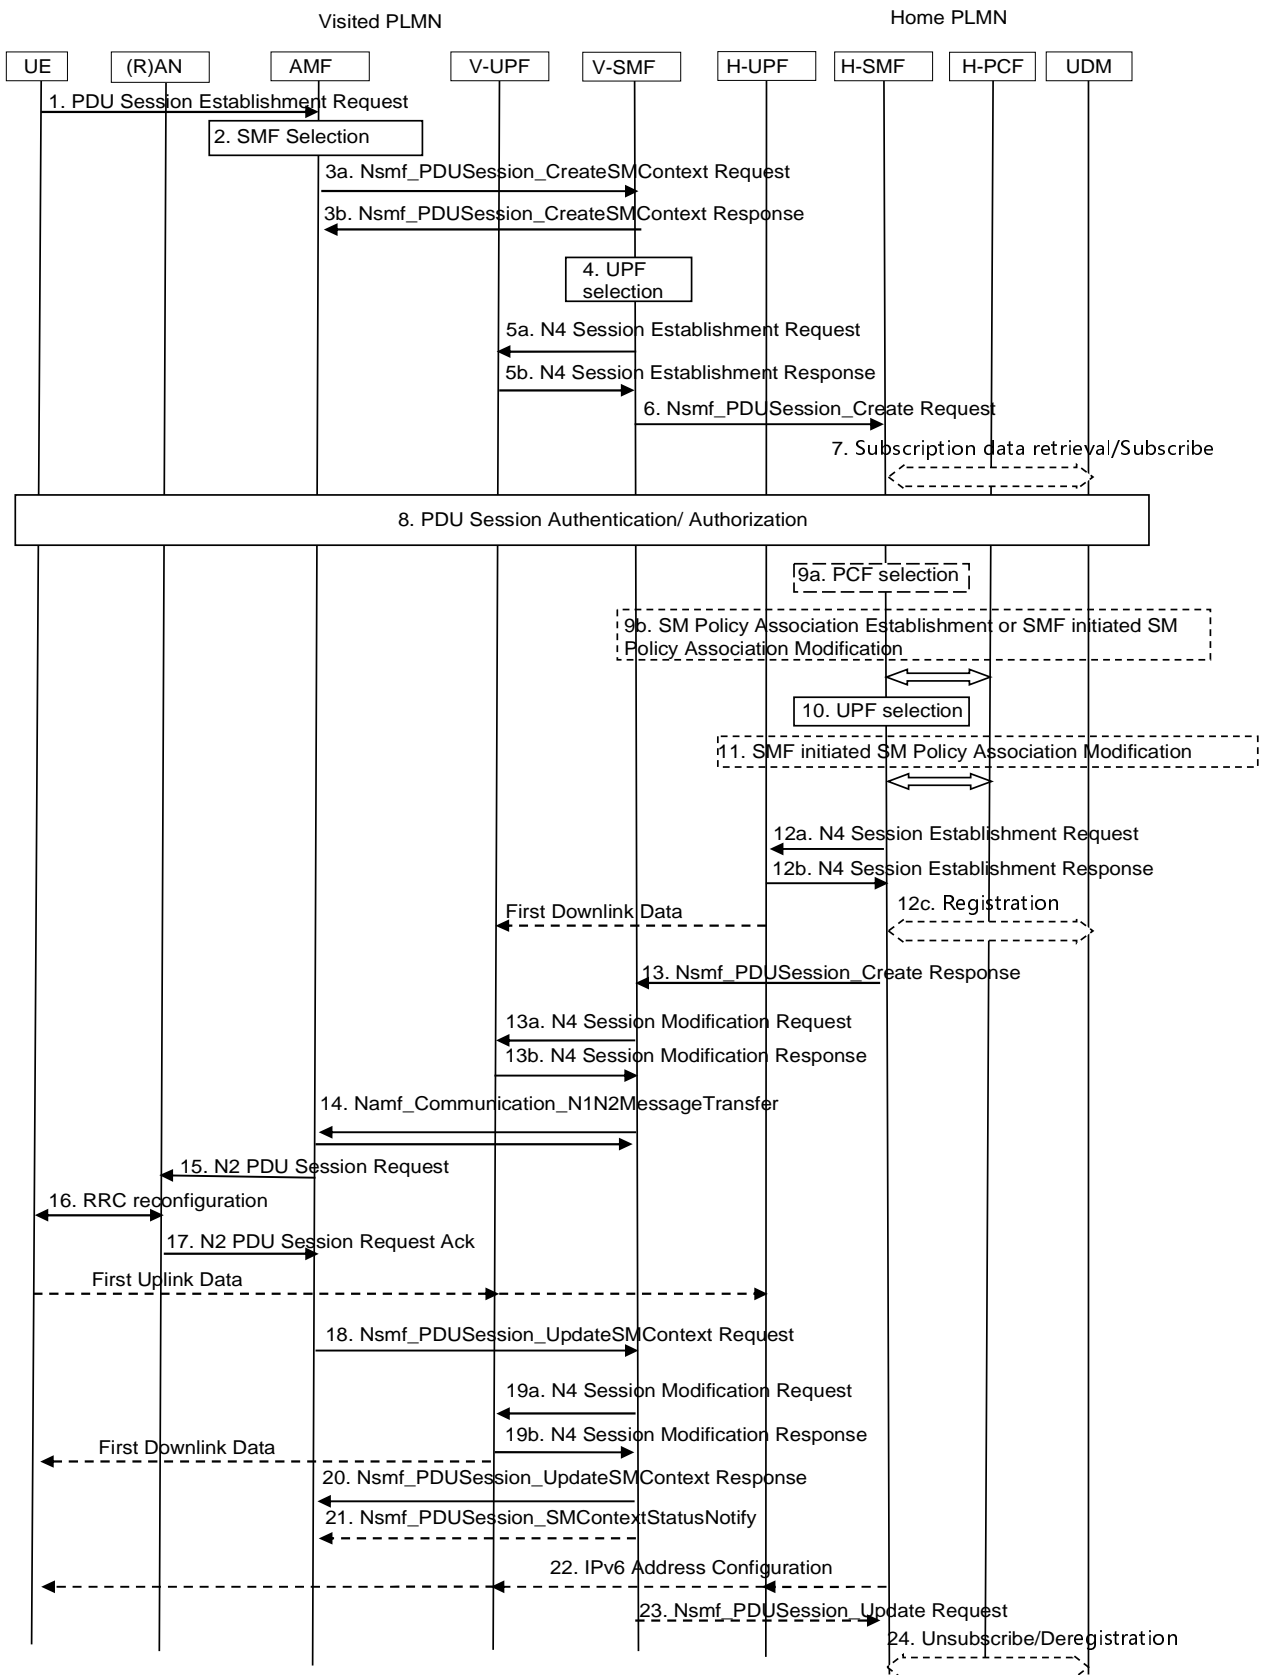 Visited PLMN
Home PLMN
UE
(R)AN
AMF
V-UPF
V-SMF
H-UPF
H-SMF
H-PCF
UDM
1. PDU Session Establishment Request
2. SMF Selection
3a. Nsmf_PDUSession_CreateSMContext Request
3b. Nsmf_PDUSession_CreateSMContext Response
4. UPF
selection
5a. N4 Session Establishment Request
5b. N4 Session Establishment Response
6. Nsmf_PDUSession_Create Request
7. Subscription data retrieval/Subscribe
8. PDU Session Authentication/ Authorization
9a. PCF selection
9b. SM Policy Association Establishment or SMF initiated SM
Policy Association Modification
10. UPF selection
11. SMF initiated SM Policy Association Modification
12a. N4 Session Establishment Request
12b. N4 Session Establishment Response
12c. Registration
First Downlink Data
13. Nsmf_PDUSession_Create Response
13a. N4 Session Modification Request
13b. N4 Session Modification Response
14. Namf_Communication_N1N2MessageTransfer
15. N2 PDU Session Request
16. RRC reconfiguration
17. N2 PDU Session Request Ack
First Uplink Data
18. Nsmf_PDUSession_UpdateSMContext Request
19a. N4 Session Modification Request
19b. N4 Session Modification Response
First Downlink Data
20. Nsmf_PDUSession_UpdateSMContext Response
21. Nsmf_PDUSession_SMContextStatusNotify
22. IPv6 Address Configuration
23. Nsmf_PDUSession_Update Request
24. Unsubscribe/Deregistration